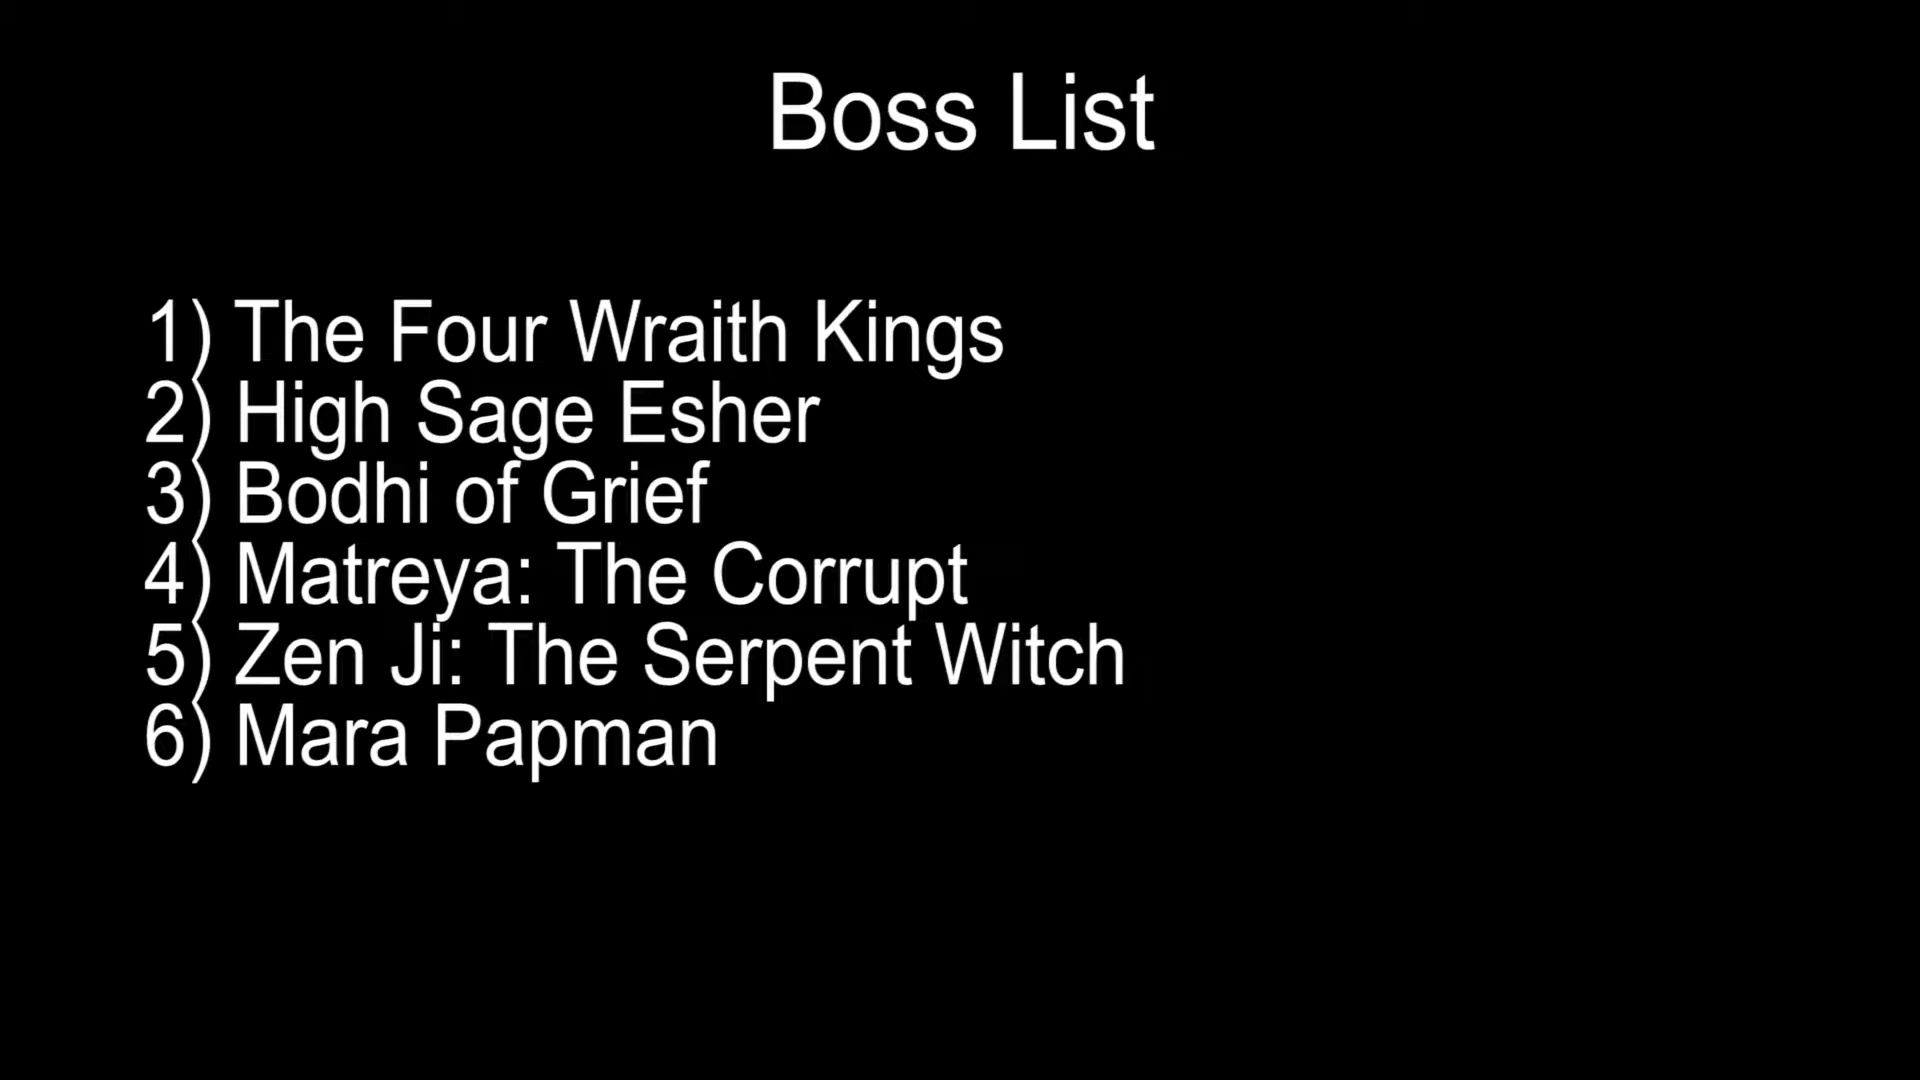 Boss List
1) The Four Wraith Kings
2) High Sage Esher
3) Bodhi of Grief
4) Matreya: The Corrupt
5) Zen Ji: The Serpent Witch
6) Mara Papman